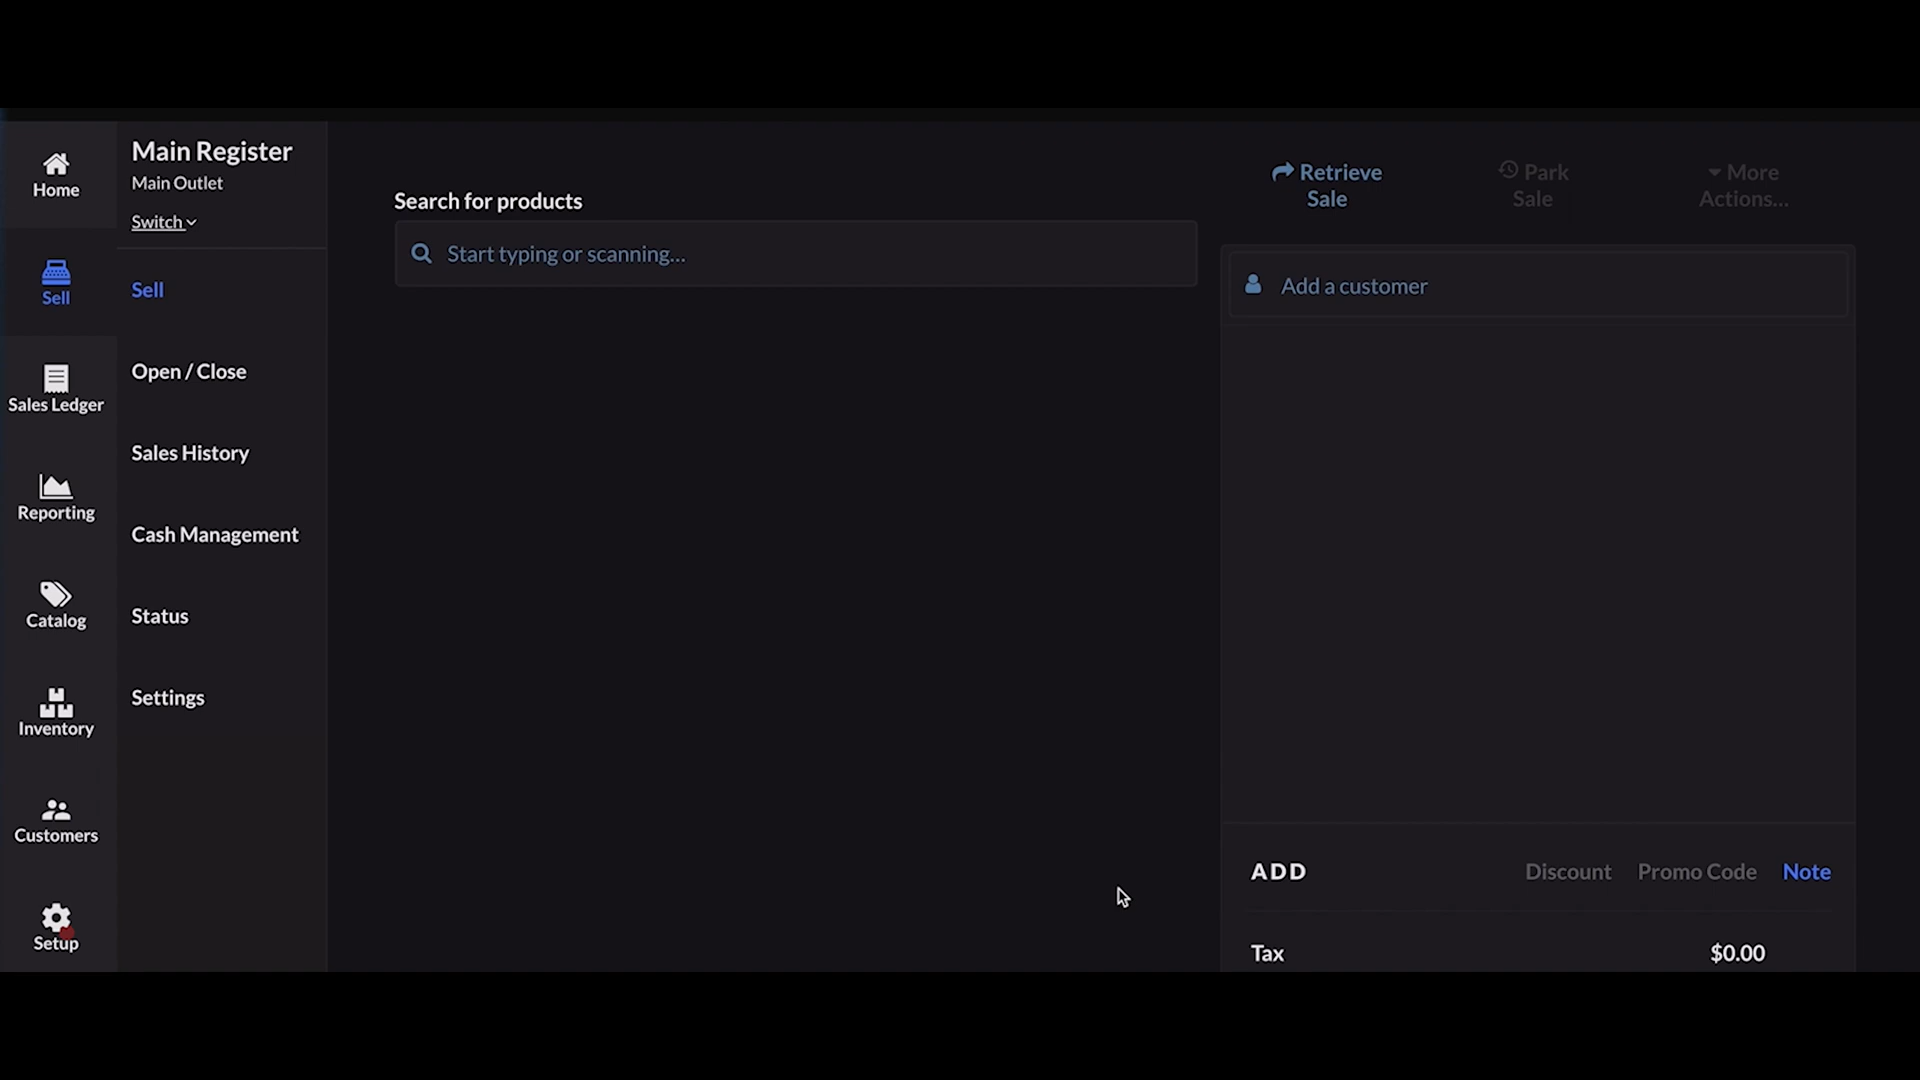 Home
Sell
Sales Ledger
Reporting
Catalog
Inventory
Customers
Setup
Main Register
Main Outlet
Switch
Sell
Open / Close
Sales History
Cash Management
Status
Settings
Search for products
Start typing or scanning...
Retrieve
Sale
Park
Sale
More
Actions...
Add a customer
ADD
Discount
Promo Code
Note
Tax
$0.00